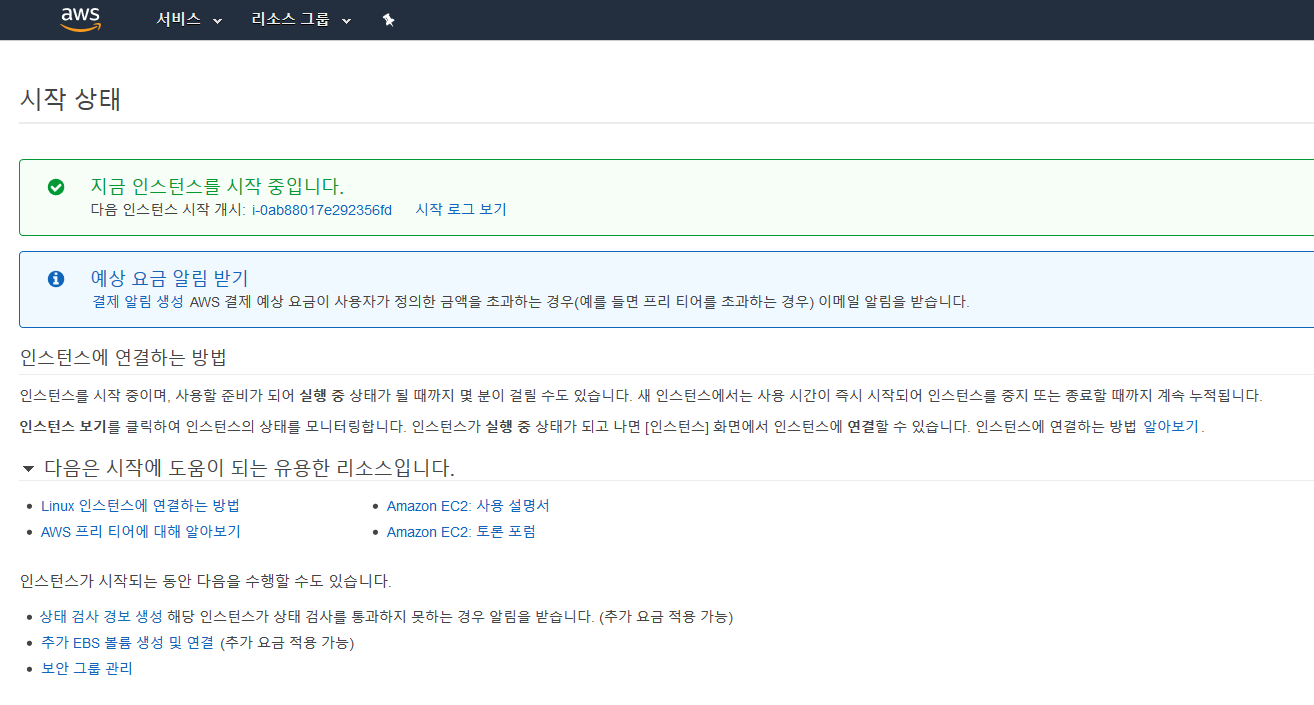 aws 서비스 리소스 그룹
시작 상태
지금 인스턴스를 시작 중입니다.
다음 인스턴스 시작 개시: i-0ab88017e292356fd 시작 로그 보기
예상 요금 알림 받기
결제 알림 생성 AWS 결제 예상 요금이 사용자가 정의한 금액을 초과하는 경우(예를 들면 프리 티어를 초과하는 경우) 이메일 알림을 받습니다.
인스턴스에 연결하는 방법
인스턴스를 시작 중이며, 사용할 준비가 되어 실행 중 상태가 될 때까지 몇 분이 걸릴 수도 있습니다. 새 인스턴스에서는 사용 시간이 즉시 시작되어 인스턴스를 중지 또는 종료할 때까지 계속 누적됩니다.
인스턴스 보기를 클릭하여 인스턴스의 상태를 모니터링합니다. 인스턴스가 실행 중 상태가 되고 나면 [인스턴스] 화면에서 인스턴스에 연결할 수 있습니다. 인스턴스에 연결하는 방법 알아보기.
다음은 시작에 도움이 되는 유용한 리소스입니다.
• Linux 인스턴스에 연결하는 방법 • Amazon EC2: 사용 설명서
• AWS 프리 티어에 대해 알아보기 • Amazon EC2: 토론 포럼
인스턴스가 시작되는 동안 다음을 수행할 수도 있습니다.
• 상태 검사 경보 생성 해당 인스턴스가 상태 검사를 통과하지 못하는 경우 알림을 받습니다. (추가 요금 적용 가능)
• 추가 EBS 볼륨 생성 및 연결 (추가 요금 적용 가능)
• 보안 그룹 관리